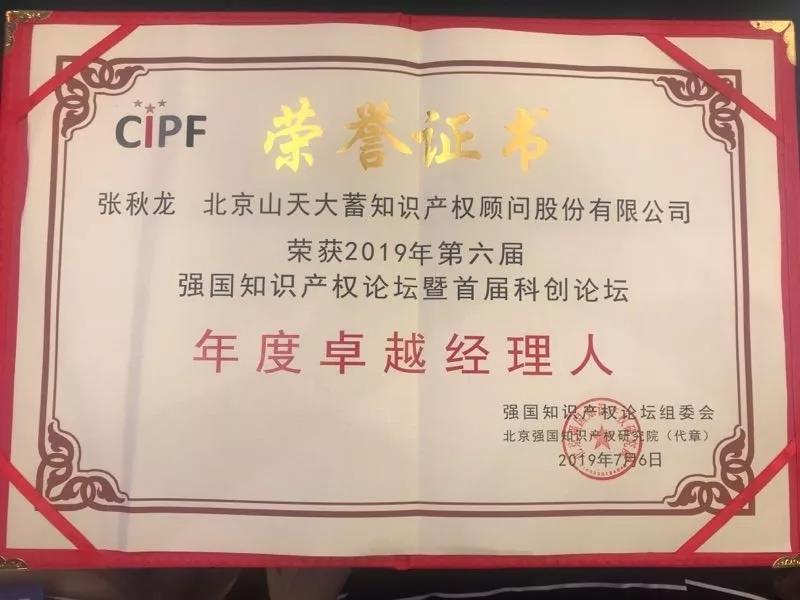 CIPF
荣誉证书
张秋龙 北京山天大蓄知识产权顾问股份有限公司
荣获2019年第六届
强国知识产权论坛暨首届科创论坛
年度卓越经理人
强国知识产权论坛组委会
北京强国知识产权研究院（代章）
2019年7月6日